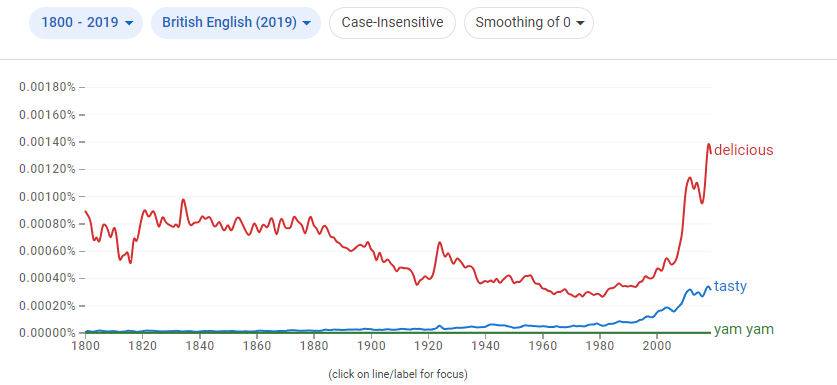 1800 - 2019 British English (2019) Case-Insensitive Smoothing of 0
0.00180%
0.00160%
0.00140%
delicious
0.00120%
0.00100%
0.00080%
0.00060%
0.00040%
tasty
0.00020%
yam yam
0.00000%
1800 1820 1840 1860 1880 1900 1920 1940 1960 1980 2000
(click on line/label for focus)